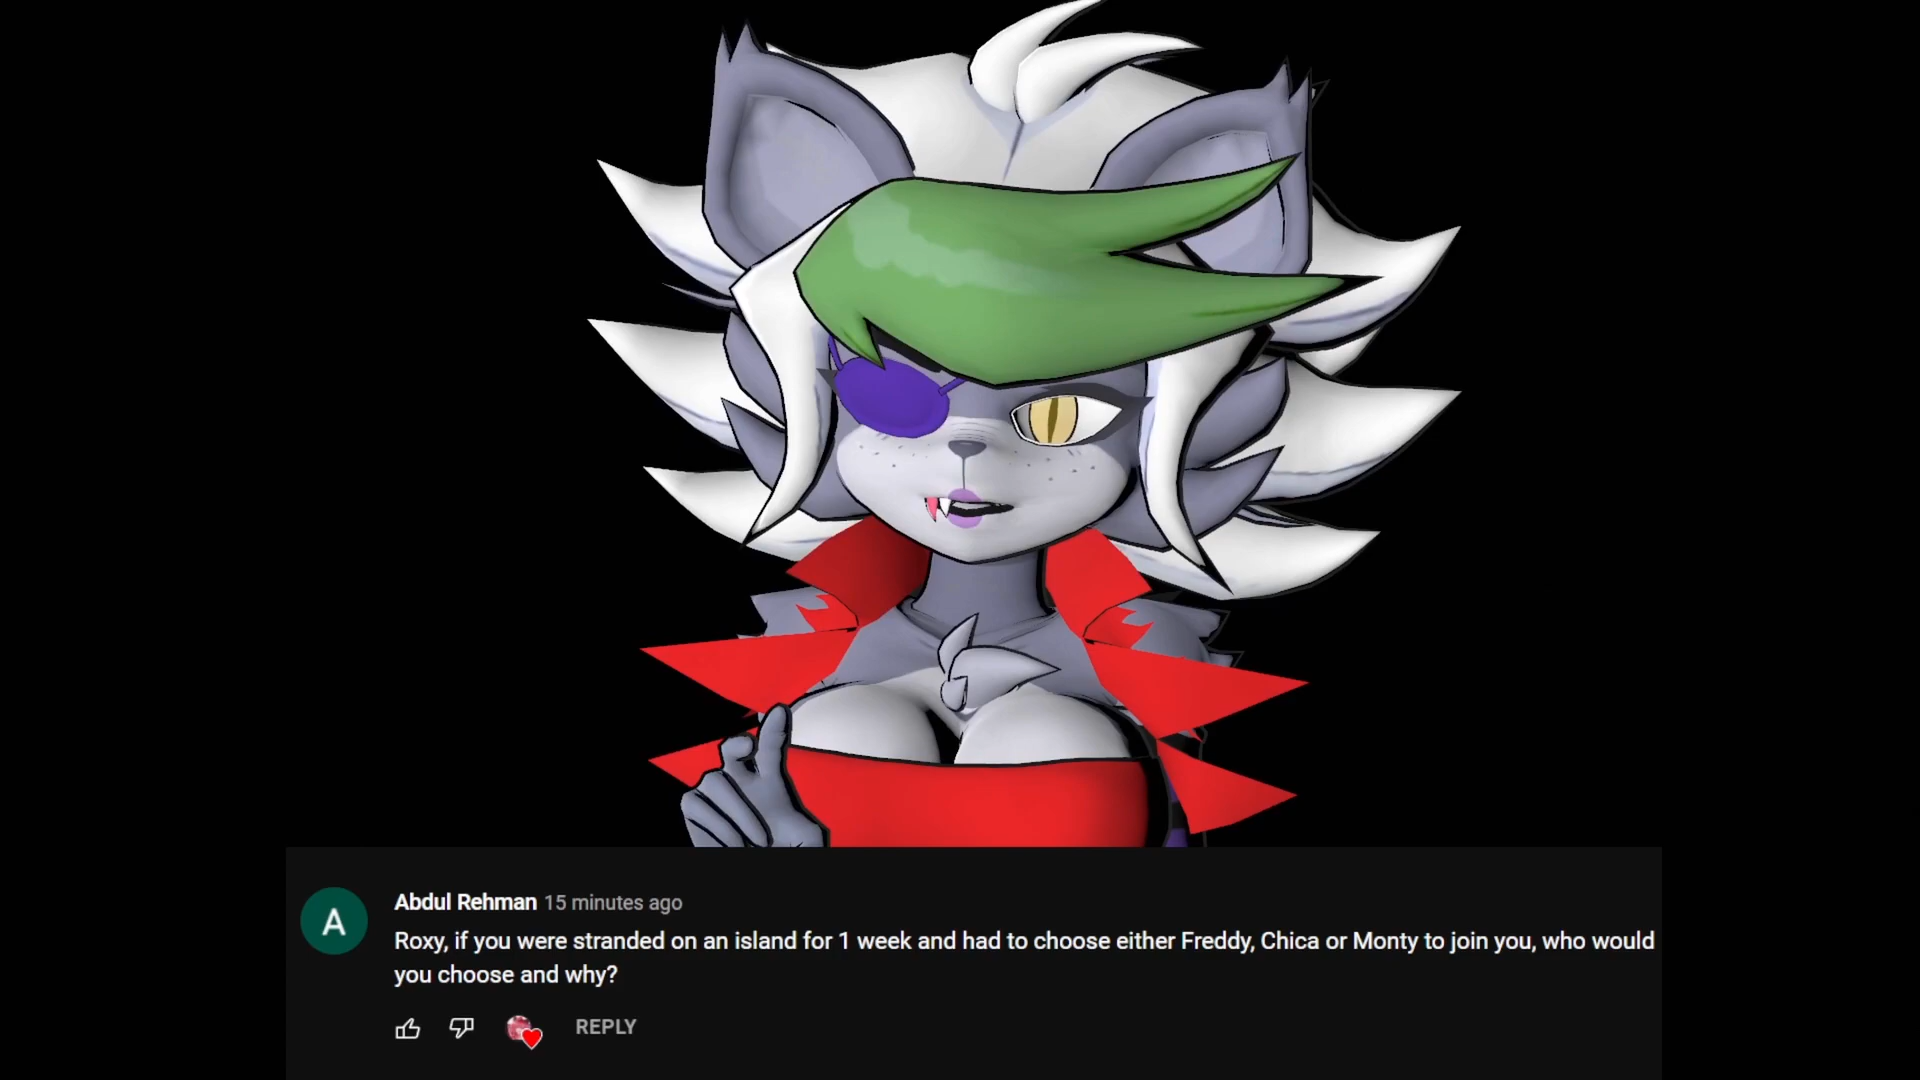 A
Abdul Rehman 15 minutes ago
Roxy, if you were stranded on an island for 1 week and had to choose either Freddy, Chica or Monty to join you, who would
you choose and why?
REPLY